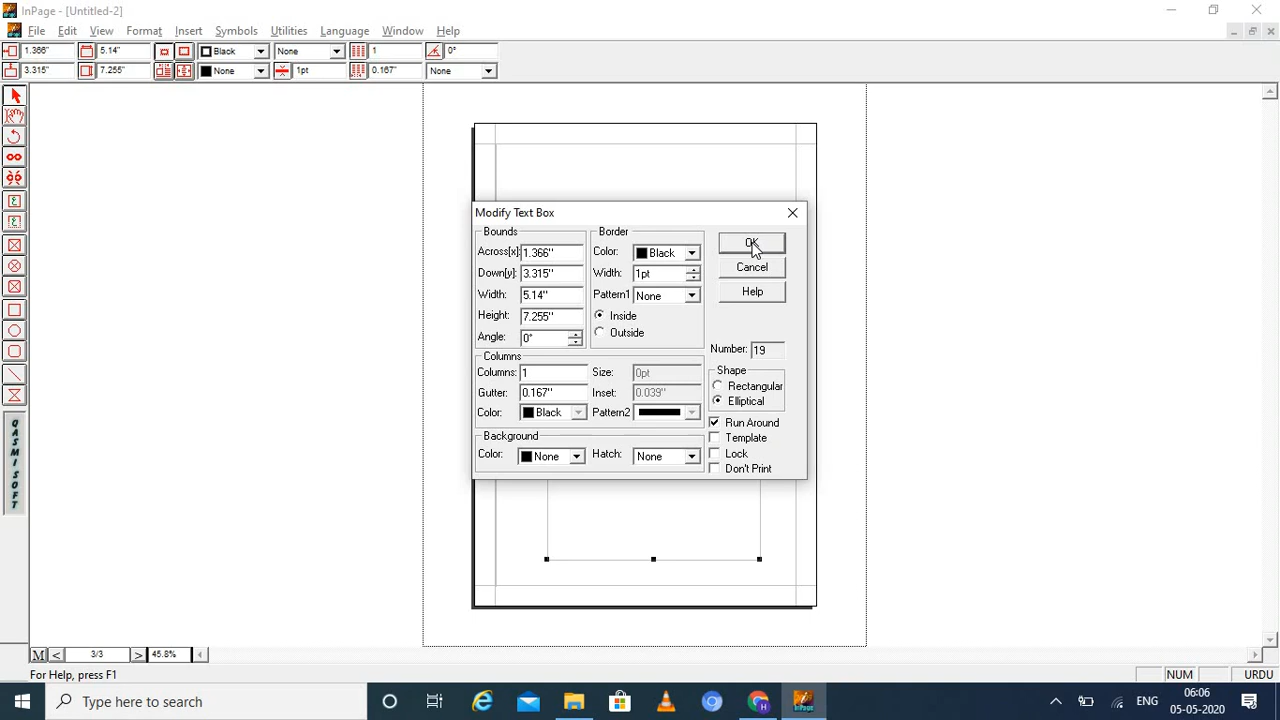 InPage - [Untitled-2]
File Edit View Format Insert Symbols Utilities Language Window Help
1.366" 5.14" Black None 1 0°
3.315" 7.255" None 1pt 0.167" None
Modify Text Box
Bounds Border
Across[x]: 1.366" Color: Black OK
Down[y]: 3.315" Width: 1pt Cancel
Width: 5.14" Pattern1 None Help
Height: 7.255" Inside
Angle: 0° Outside
Number: 19
Columns
Columns: 1 Size: 0pt Shape
Gutter: 0.167" Inset: 0.039" Rectangular
Color: Black Pattern2 Elliptical
Run Around
Background Template
Color: None Hatch: None Lock
Don't Print
QASMI SOFT
M < 3/3 > 45.8%
For Help, press F1 NUM URDU
Type here to search
ENG 06:06
05-05-2020